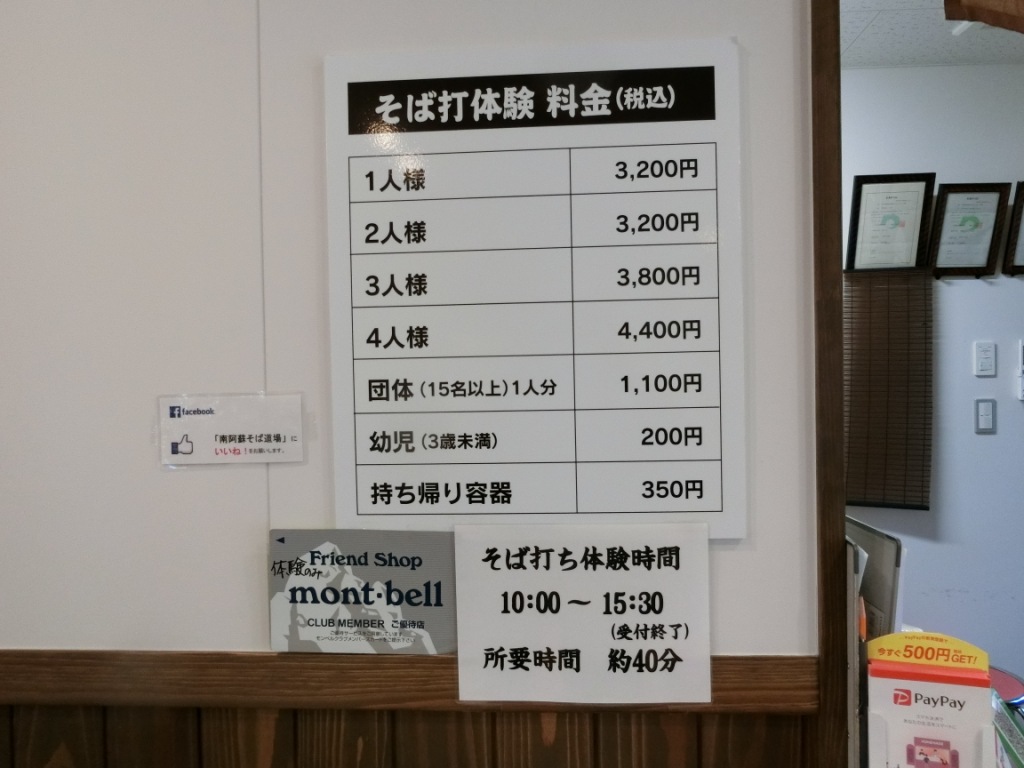 そば打体験 料金(税込)
1人様 3,200円
2人様 3,200円
3人様 3,800円
4人様 4,400円
団体(15名以上)1人分 1,100円
幼児(3歳未満) 200円
持ち帰り容器 350円
facebook
「南阿蘇そば道場」に
いいね!をお願いします。
体験のみ
Friend Shop
mont-bell
CLUB MEMBER ご優待店
そば打ち体験時間
10:00～15:30
(受付終了)
所要時間 約40分
今すぐ500円GET!
PayPay